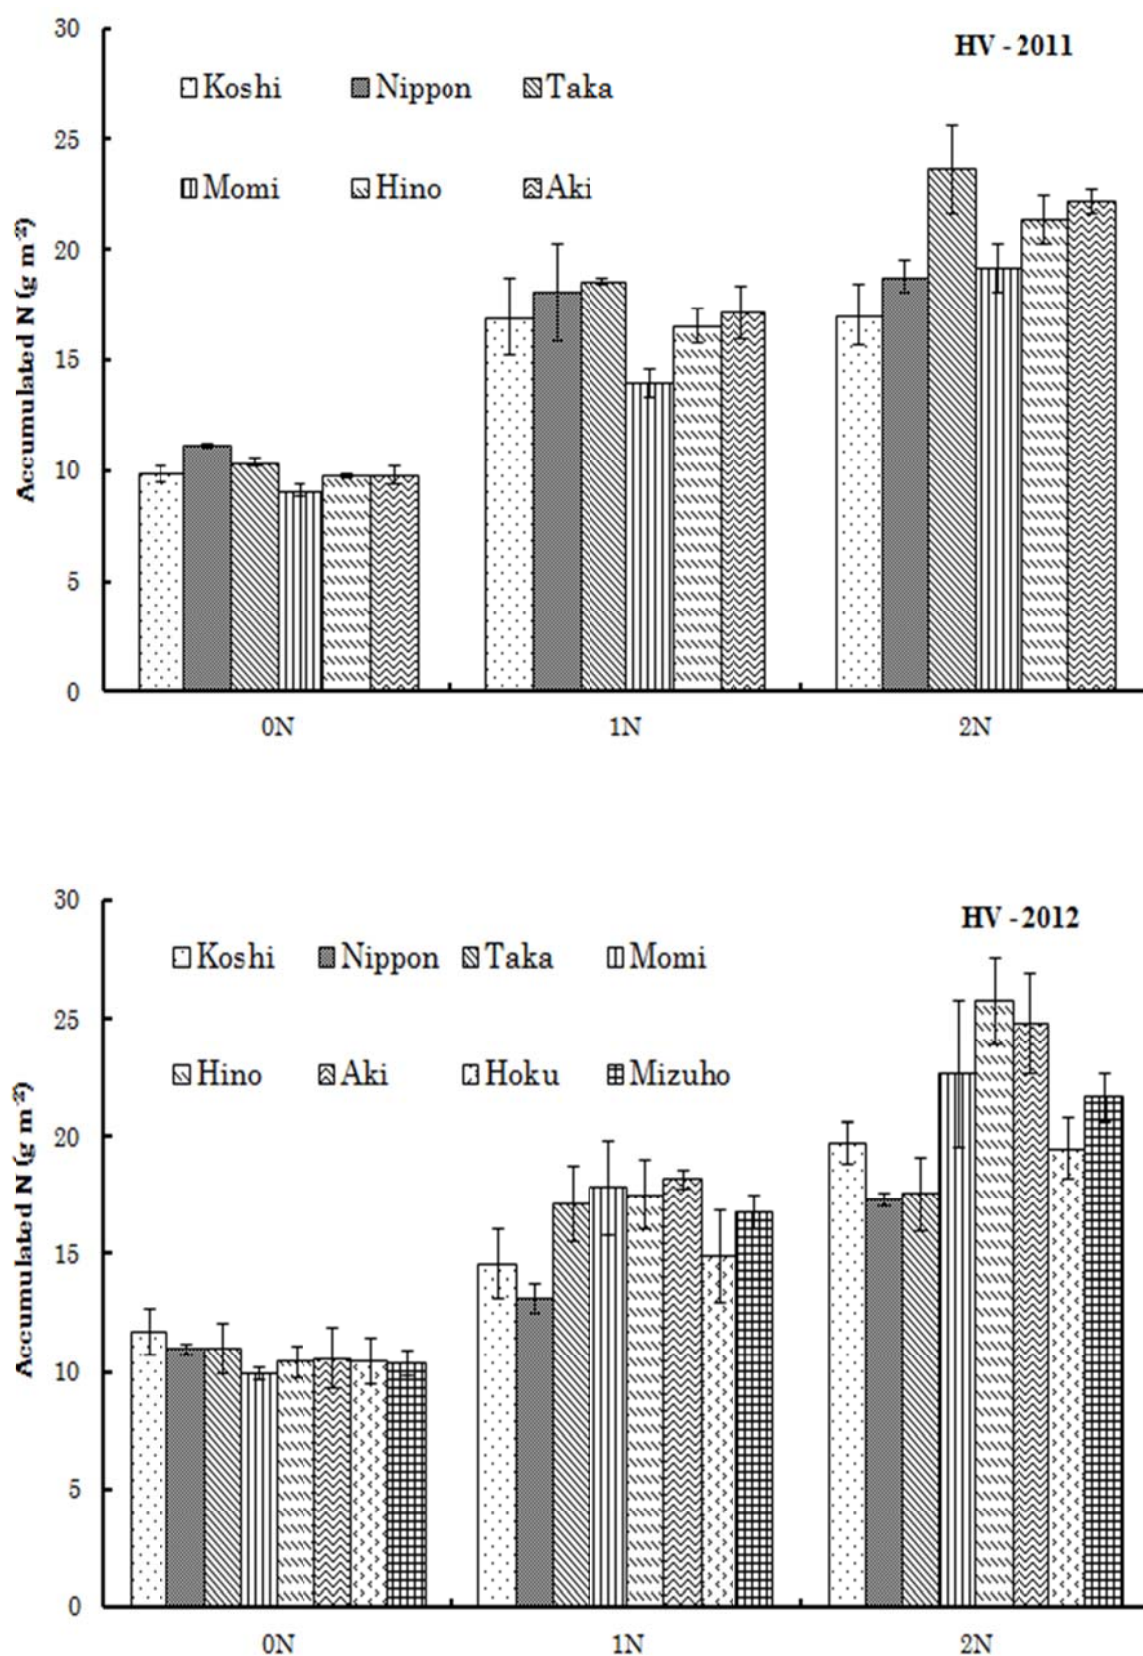 30
HV - 2011
Koshi Nippon Taka
25
Momi Hino Aki
20
15
10
5
0
Accumulated N (g m⁻²)
0N 1N 2N
30
HV - 2012
Koshi Nippon Taka Momi
25
Hino Aki Hoku Mizuho
20
15
10
5
0
Accumulated N (g m⁻²)
0N 1N 2N